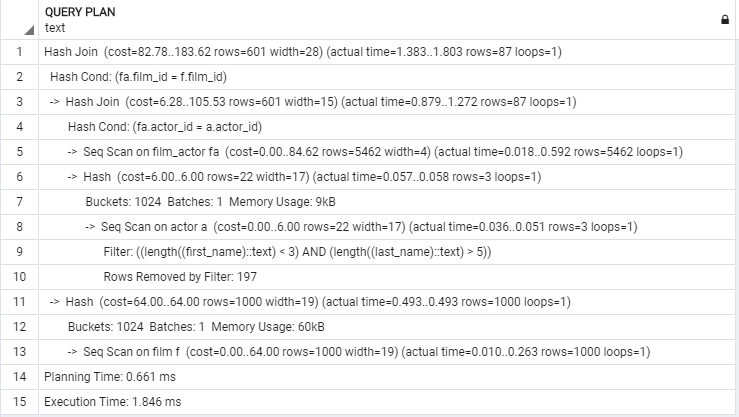 QUERY PLAN
text
1 Hash Join (cost=82.78..183.62 rows=601 width=28) (actual time=1.383..1.803 rows=87 loops=1)
2 Hash Cond: (fa.film_id = f.film_id)
3 -> Hash Join (cost=6.28..105.53 rows=601 width=15) (actual time=0.879..1.272 rows=87 loops=1)
4 Hash Cond: (fa.actor_id = a.actor_id)
5 -> Seq Scan on film_actor fa (cost=0.00..84.62 rows=5462 width=4) (actual time=0.018..0.592 rows=5462 loops=1)
6 -> Hash (cost=6.00..6.00 rows=22 width=17) (actual time=0.057..0.058 rows=3 loops=1)
7 Buckets: 1024 Batches: 1 Memory Usage: 9kB
8 -> Seq Scan on actor a (cost=0.00..6.00 rows=22 width=17) (actual time=0.036..0.051 rows=3 loops=1)
9 Filter: ((length((first_name)::text) < 3) AND (length((last_name)::text) > 5))
10 Rows Removed by Filter: 197
11 -> Hash (cost=64.00..64.00 rows=1000 width=19) (actual time=0.493..0.493 rows=1000 loops=1)
12 Buckets: 1024 Batches: 1 Memory Usage: 60kB
13 -> Seq Scan on film f (cost=0.00..64.00 rows=1000 width=19) (actual time=0.010..0.263 rows=1000 loops=1)
14 Planning Time: 0.661 ms
15 Execution Time: 1.846 ms